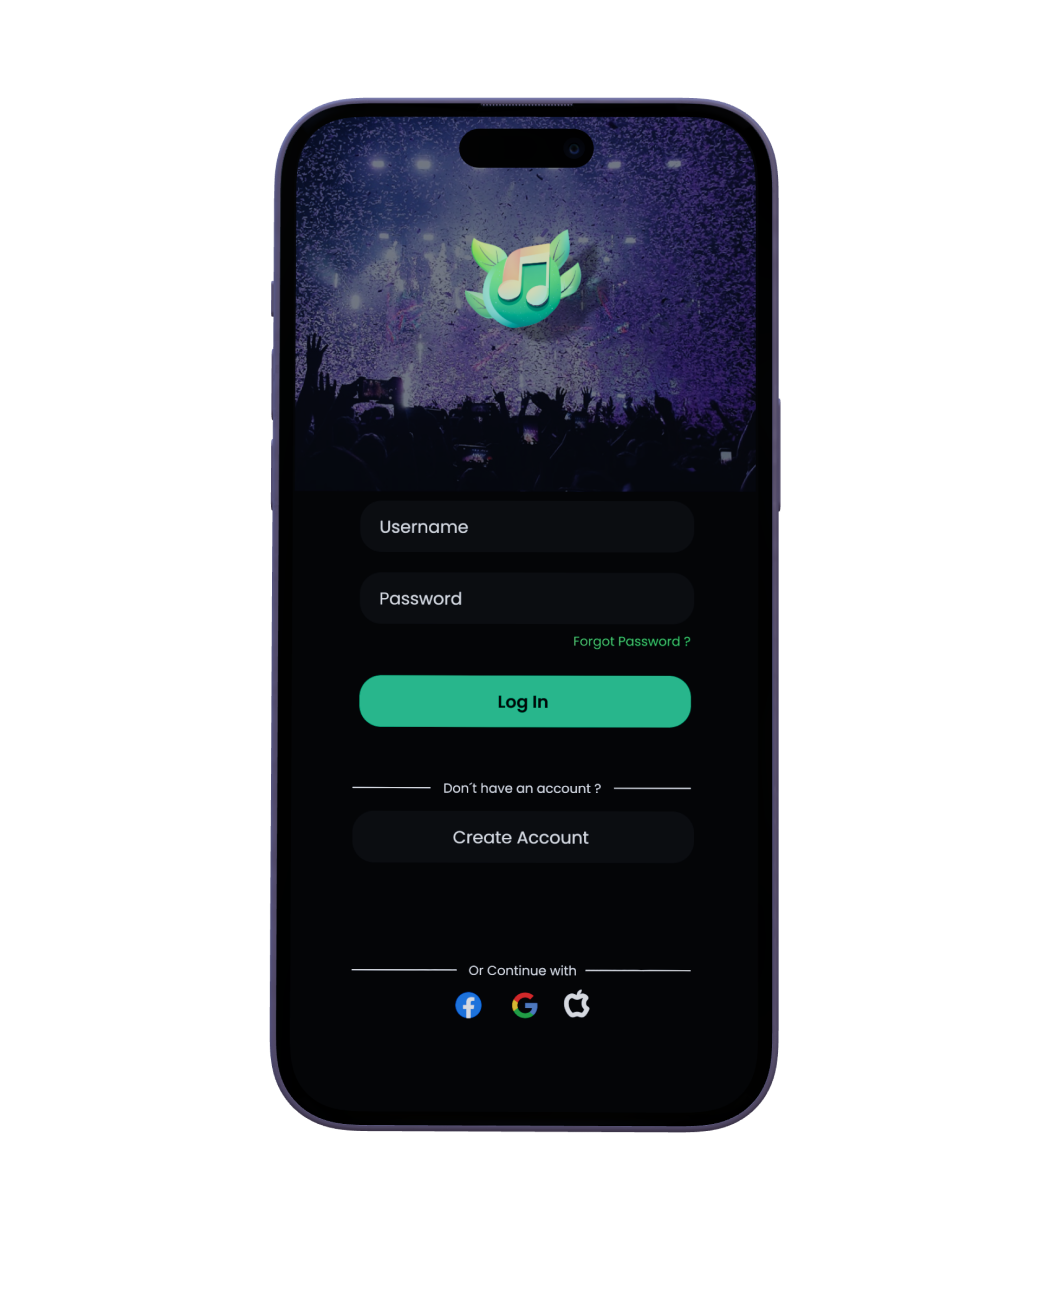 Username
Password
Forgot Password ?
Log In
Don´t have an account ?
Create Account
Or Continue with